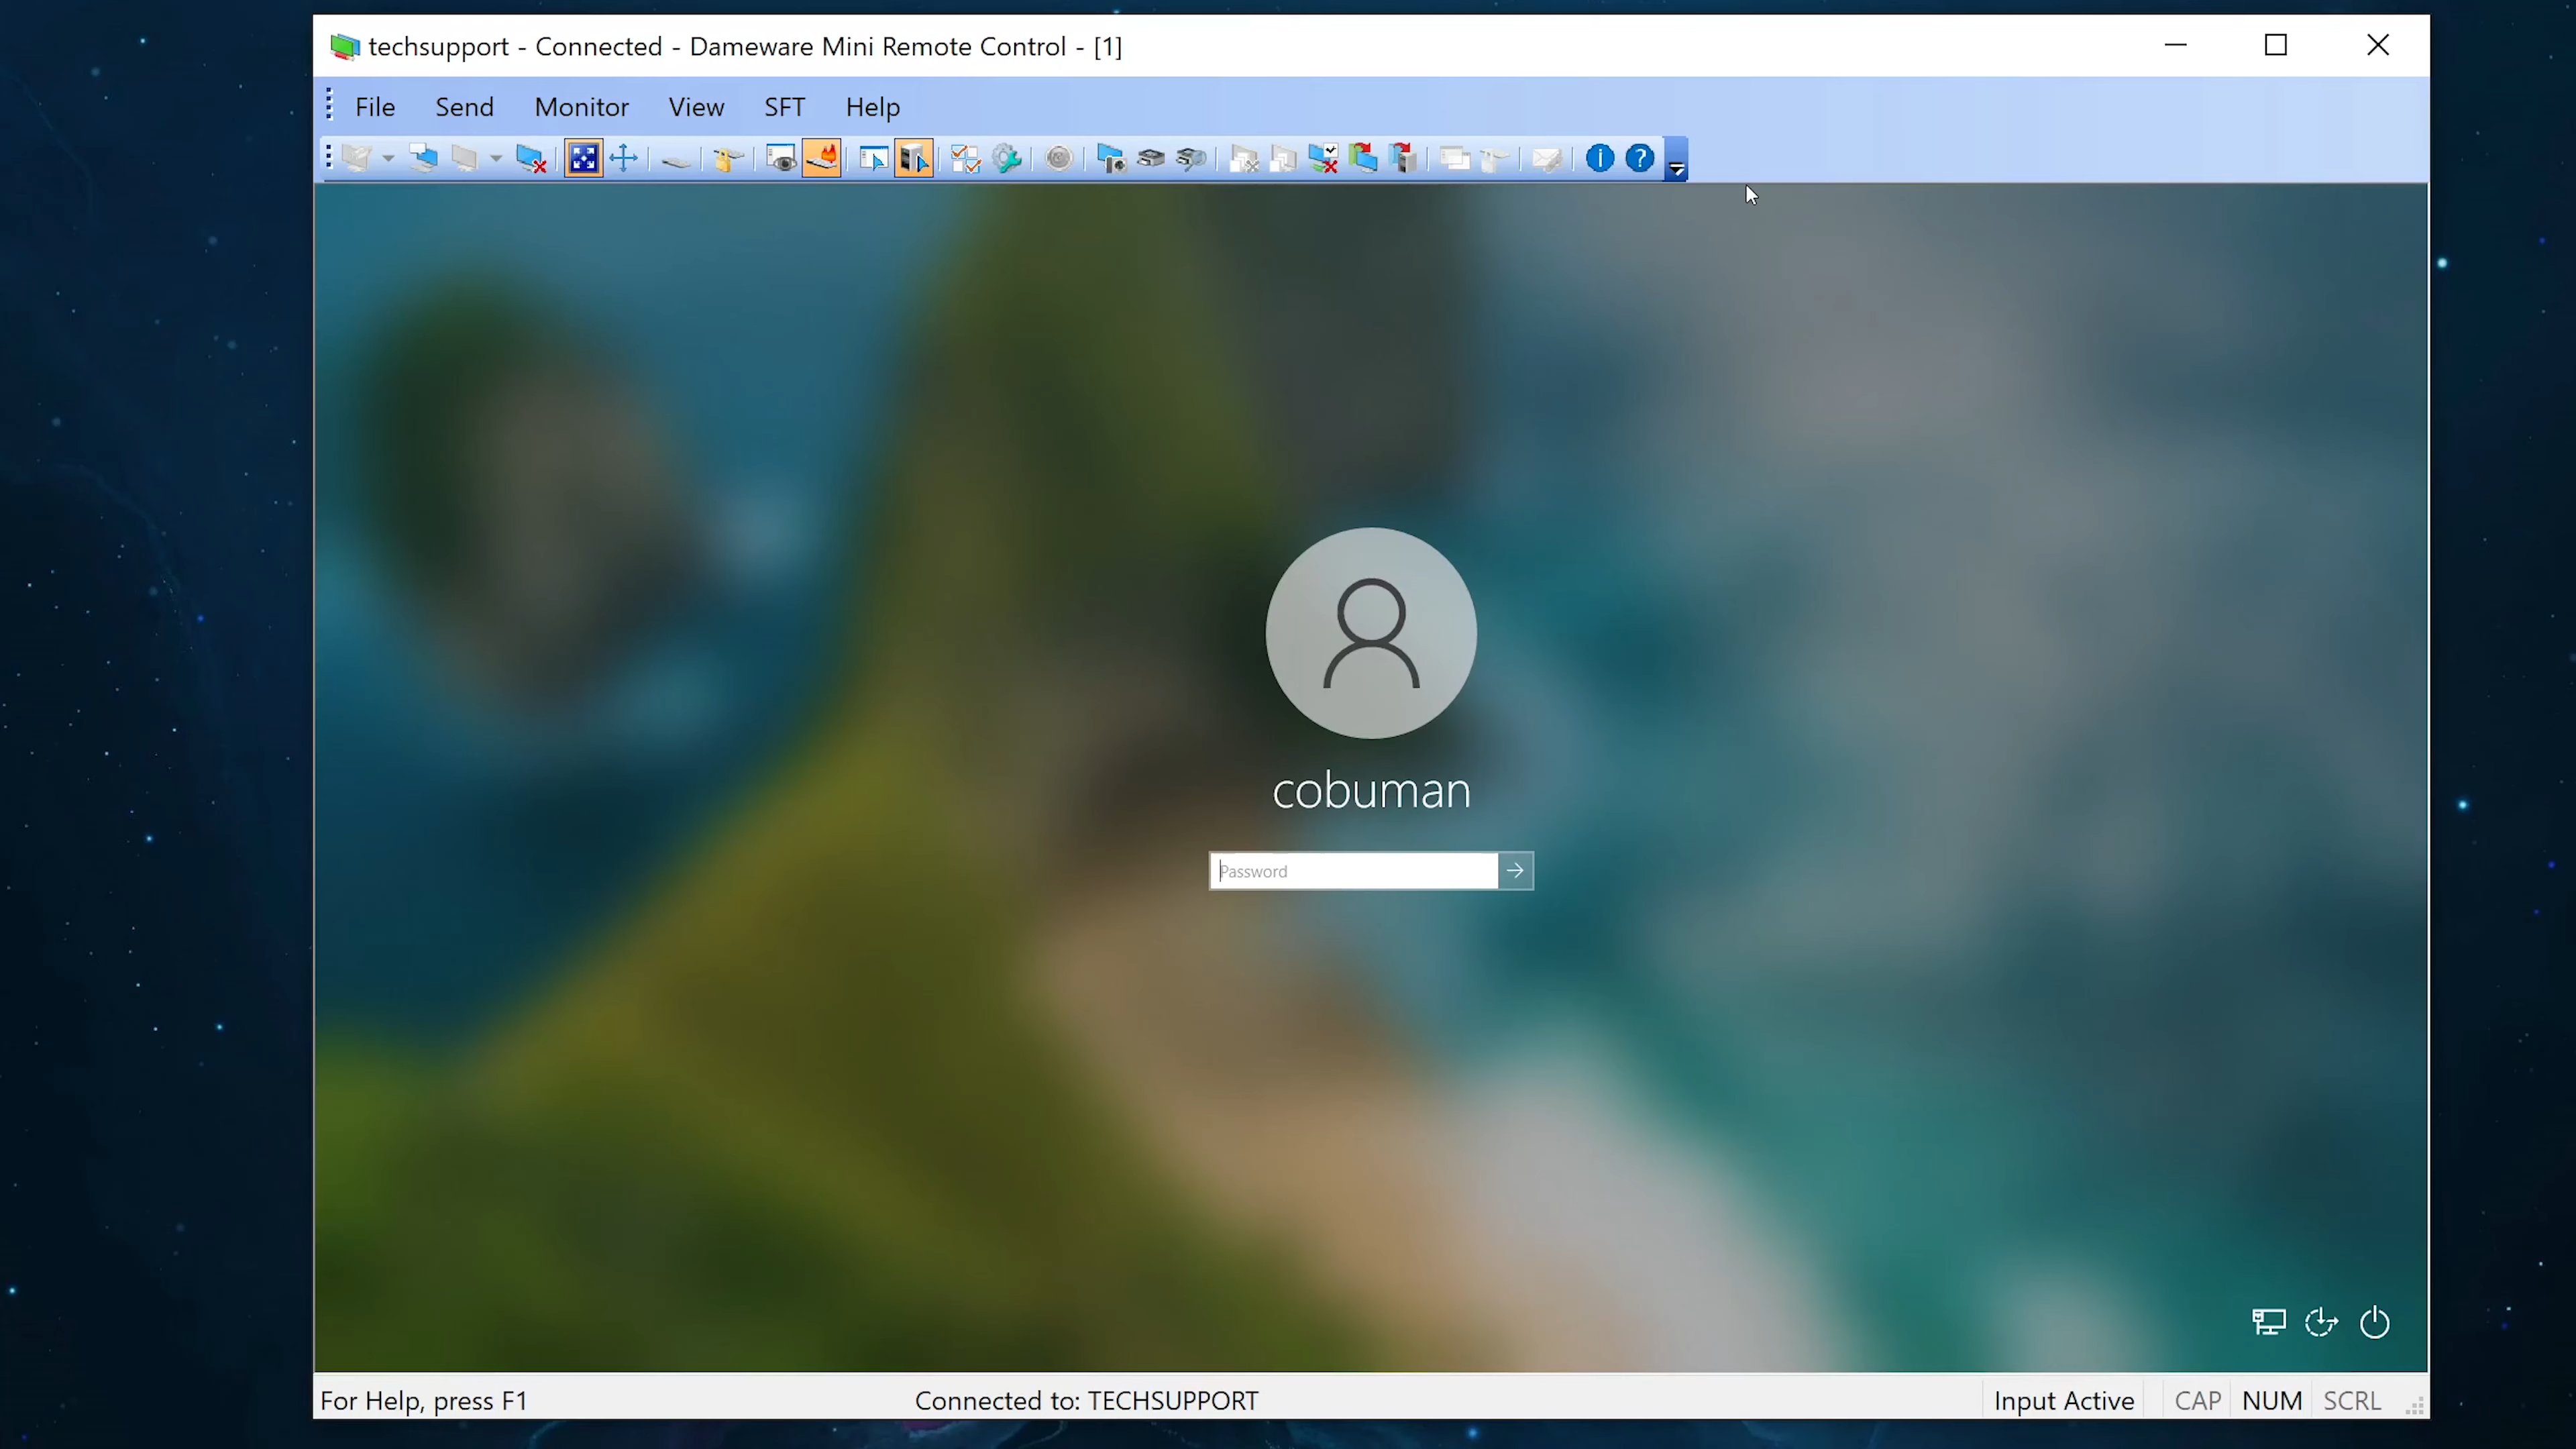 techsupport - Connected - Dameware Mini Remote Control - [1]
File Send Monitor View SFT Help
cobuman
Password
For Help, press F1 Connected to: TECHSUPPORT Input Active CAP NUM SCRL